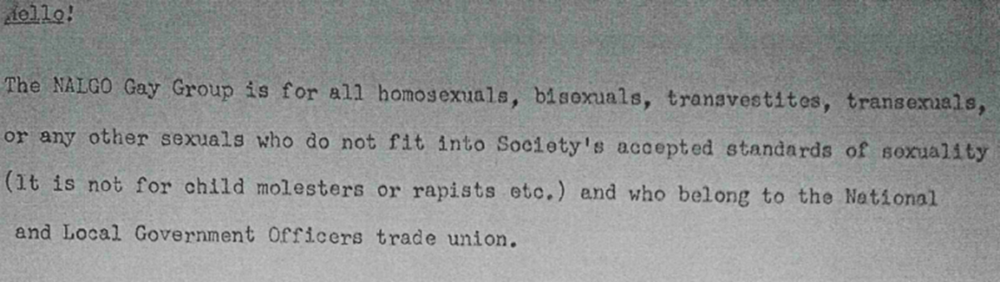 Hello!
The NALGO Gay Group is for all homosexuals, bisexuals, transvestites, transexuals,
or any other sexuals who do not fit into Society's accepted standards of sexuality
(It is not for child molesters or rapists etc.) and who belong to the National
and Local Government Officers trade union.